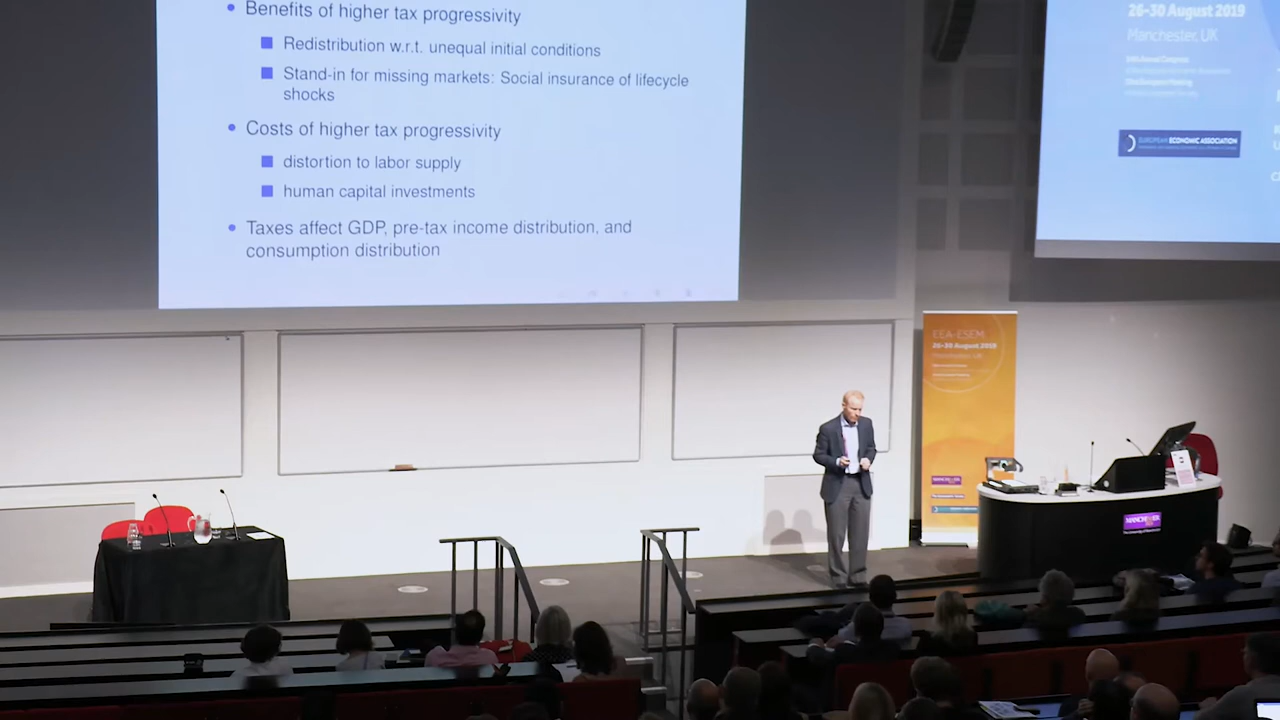 Benefits of higher tax progressivity
Redistribution w.r.t. unequal initial conditions
Stand-in for missing markets: Social insurance of lifecycle
shocks
Costs of higher tax progressivity
distortion to labor supply
human capital investments
Taxes affect GDP, pre-tax income distribution, and
consumption distribution
26-30 August 2019
Manchester, UK
EUROPEAN ECONOMIC ASSOCIATION
EEA-ESEM
26-30 August 2019
Manchester, UK
MANCHESTER